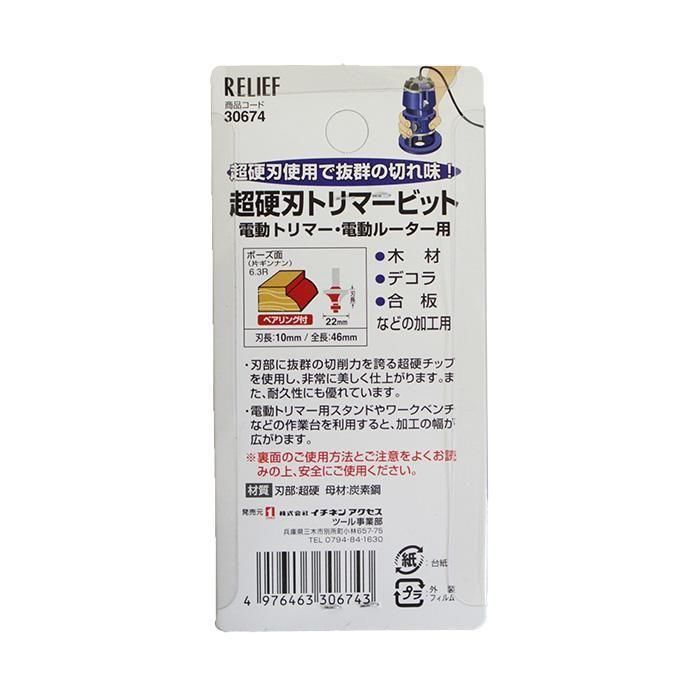 RELIEF
商品コード
30674
超硬刃使用で抜群の切れ味！
超硬刃トリマービット
電動トリマー・電動ルーター用
ボーズ面
(片ギンナン)
6.3R
ベアリング付
刃長
22mm
刃長:10mm / 全長:46mm
●木材
●デコラ
●合板
などの加工用
・刃部に抜群の切削力を誇る超硬チップ
を使用し、非常に美しく仕上がります。ま
た、耐久性にも優れています。
・電動トリマー用スタンドやワークベンチ
などの作業台を利用すると、加工の幅が
広がります。
※裏面のご使用方法とご注意をよくお読
みの上、安全にご使用ください。
材質 刃部:超硬 母材:炭素鋼
発売元 株式会社イチネンアクセス
ツール事業部
兵庫県三木市別所町小林657-75
TEL 0794-84-1630
4 976463 306743
紙 :台紙
プラ :外装
フィルム